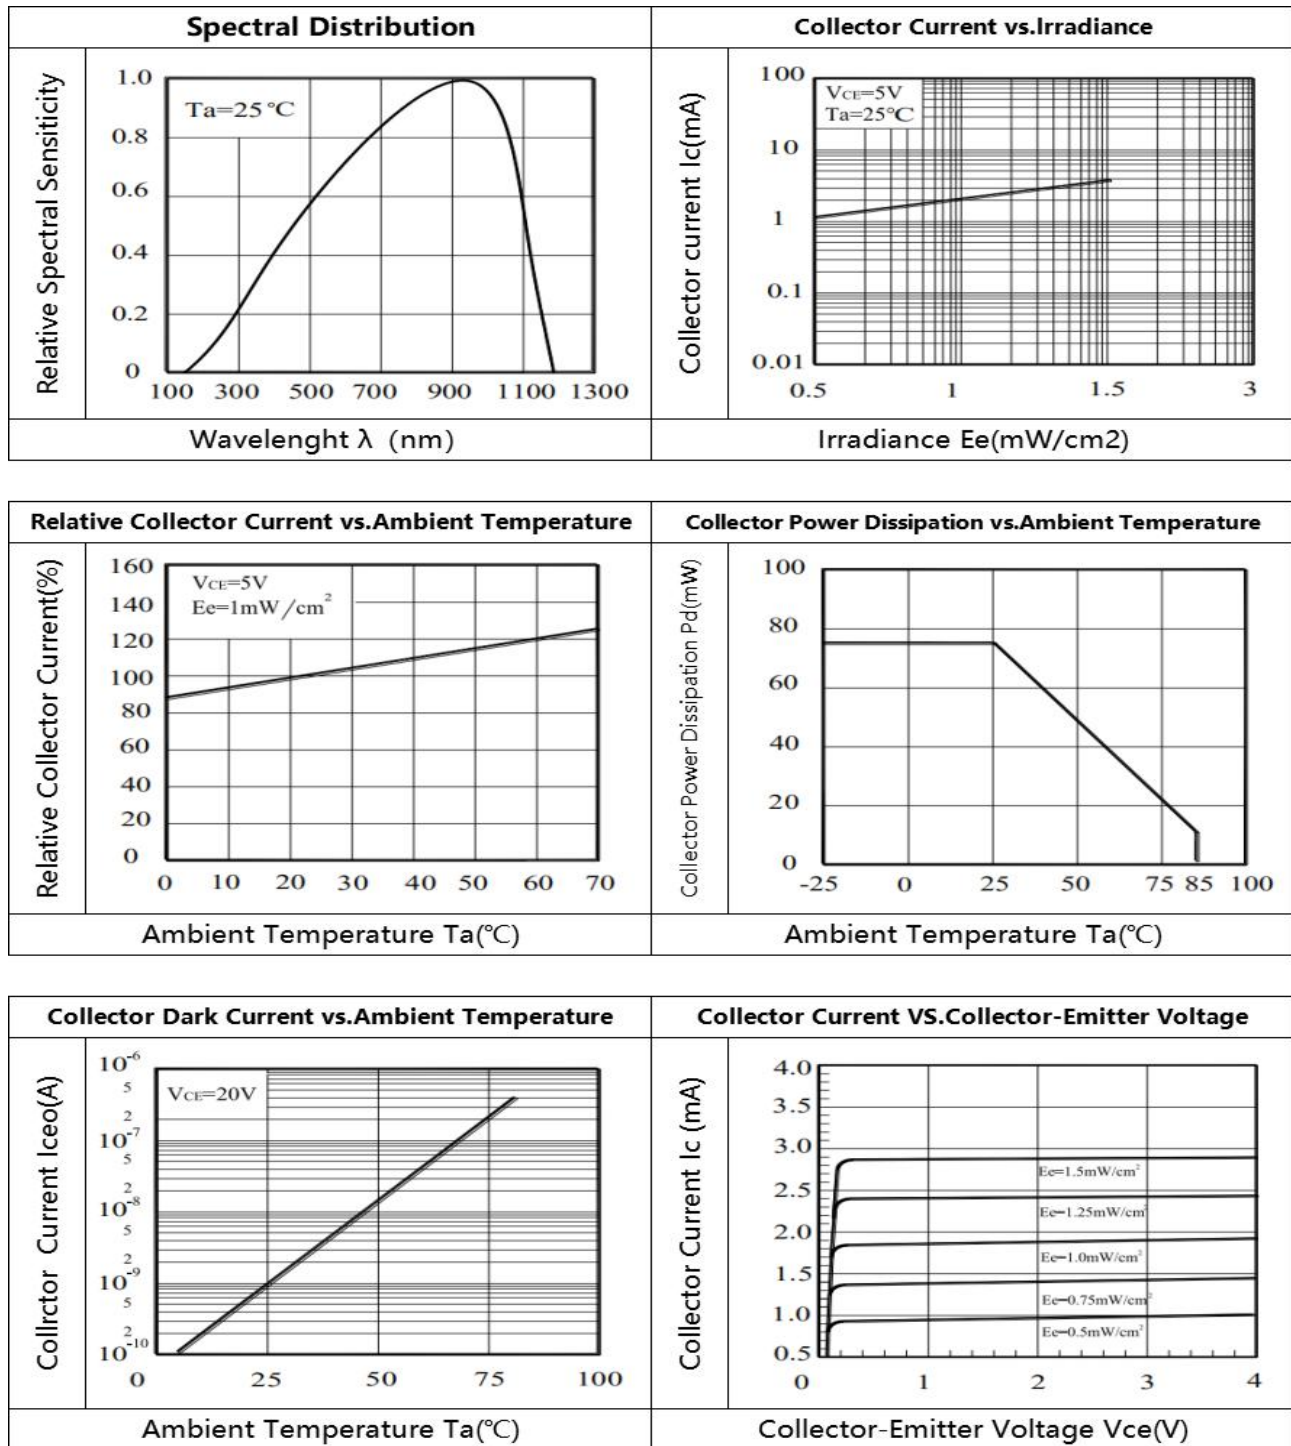 Spectral Distribution
Collector Current vs.Irradiance
Relative Spectral Sensiticity
1.0
0.8
0.6
0.4
0.2
0
Ta=25℃
100 300 500 700 900 1100 1300
Wavelenght λ (nm)
Collector current Ic(mA)
100
10
1
0.1
0.01
VCE=5V
Ta=25℃
0.5 1 1.5 3
Irradiance Ee(mW/cm2)
Relative Collector Current vs.Ambient Temperature
Collector Power Dissipation vs.Ambient Temperature
Relative Collector Current(%)
160
140
120
100
80
60
40
20
0
VCE=5V
Ee=1mW/cm²
0 10 20 30 40 50 60 70
Ambient Temperature Ta(℃)
Collector Power Dissipation Pd(mW)
100
80
60
40
20
0
-25 0 25 50 75 85 100
Ambient Temperature Ta(℃)
Collector Dark Current vs.Ambient Temperature
Collector Current VS.Collector-Emitter Voltage
Collrctor Current Iceo(A)
10⁻⁶
5
2
10⁻⁷
5
2
10⁻⁸
5
2
10⁻⁹
5
2
10⁻¹⁰
VCE=20V
0 25 50 75 100
Ambient Temperature Ta(℃)
Collector Current Ic (mA)
4.0
3.5
3.0
2.5
2.0
1.5
1.0
0.5
Ee=1.5mW/cm²
Ee=1.25mW/cm²
Ee=1.0mW/cm²
Ee=0.75mW/cm²
Ee=0.5mW/cm²
0 1 2 3 4
Collector-Emitter Voltage Vce(V)